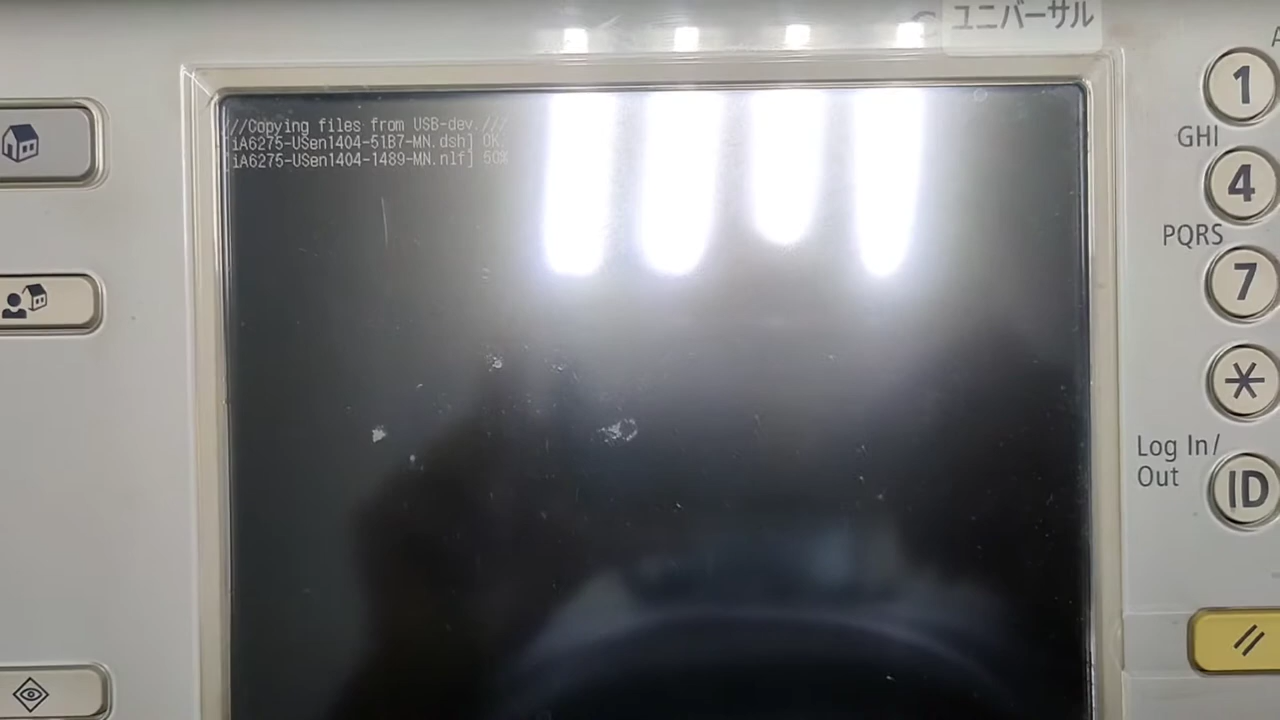 ユニバーサル
///Copying files from USB-dev.///
[iA6275-USen1404-51B7-MN.dsh] OK.
[iA6275-USen1404-1489-MN.nlf] 50%
1
GHI
4
PQRS
7
Log In/
Out
ID